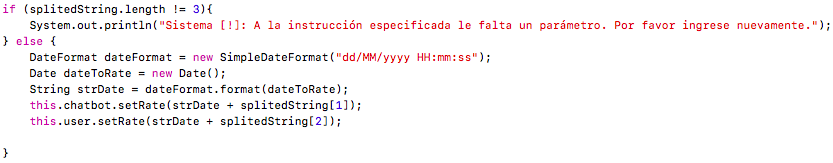 if (splitedString.length != 3){
System.out.println("Sistema [!]: A la instrucción especificada le falta un parámetro. Por favor ingrese nuevamente.");
} else {
DateFormat dateFormat = new SimpleDateFormat("dd/MM/yyyy HH:mm:ss");
Date dateToRate = new Date();
String strDate = dateFormat.format(dateToRate);
this.chatbot.setRate(strDate + splitedString[1]);
this.user.setRate(strDate + splitedString[2]);
}